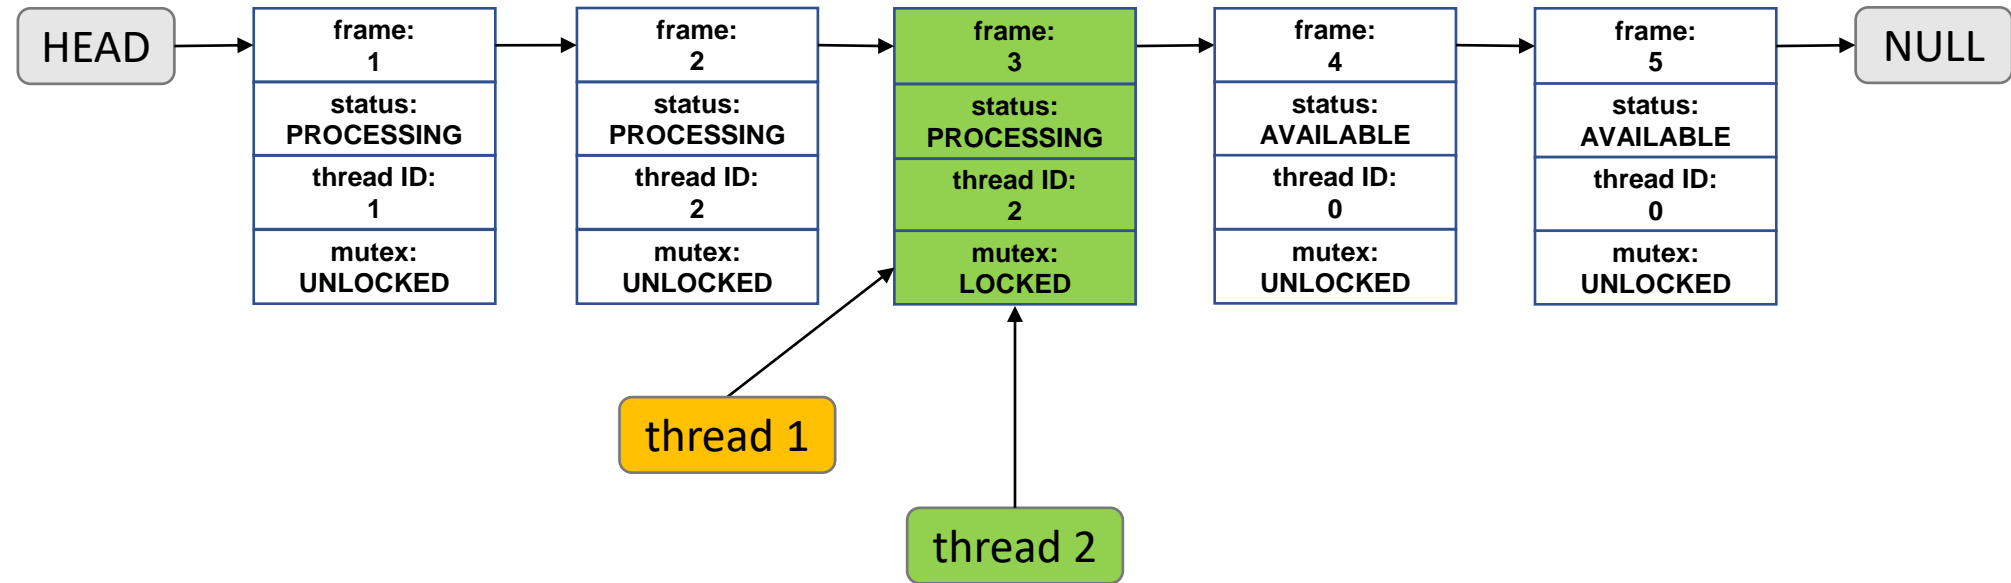 HEAD
frame:
1
status:
PROCESSING
thread ID:
1
mutex:
UNLOCKED
frame:
2
status:
PROCESSING
thread ID:
2
mutex:
UNLOCKED
frame:
3
status:
PROCESSING
thread ID:
2
mutex:
LOCKED
frame:
4
status:
AVAILABLE
thread ID:
0
mutex:
UNLOCKED
frame:
5
status:
AVAILABLE
thread ID:
0
mutex:
UNLOCKED
NULL
thread 1
thread 2